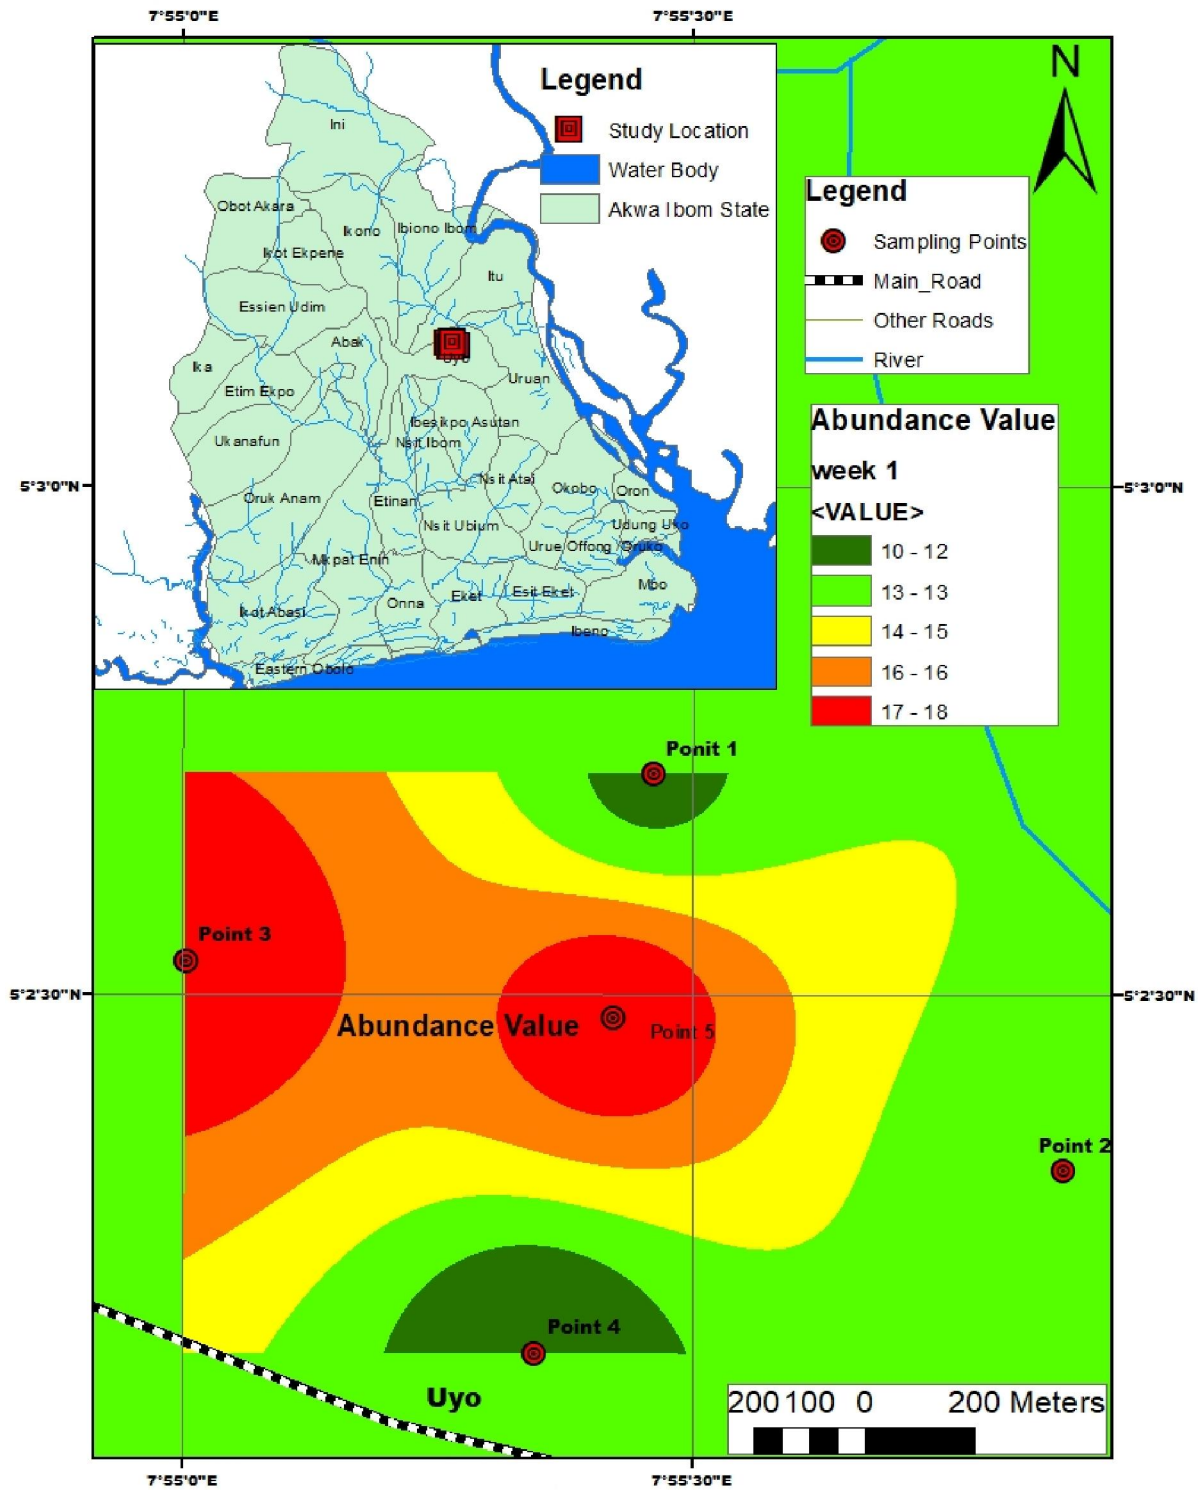 7°55'0"E
7°55'30"E
N
Legend
Study Location
Water Body
Akwa Ibom State
Ini
Obot Akara
Ikono
Ibiono Ibom
Ikot Ekpene
Itu
Essien Udim
Abak
Uyo
Ika
Etim Ekpo
Uruan
Ibesikpo Asutan
Ukanafun
Nsit Ibom
Nsit Atai
Okobo
Oron
Oruk Anam
Etinan
Nsit Ubium
Udung Uko
Urue Offong/Oruko
Mkpat Enin
Mbo
Esit Eket
Eket
Onna
Ikot Abasi
Ibeno
Eastern Obolo
Legend
Sampling Points
Main_Road
Other Roads
River
Abundance Value
week 1
<VALUE>
10 - 12
13 - 13
14 - 15
16 - 16
17 - 18
5°3'0"N
5°3'0"N
Ponit 1
Point 3
5°2'30"N
5°2'30"N
Abundance Value
Point 5
Point 2
Point 4
Uyo
200 100 0 200 Meters
7°55'0"E
7°55'30"E